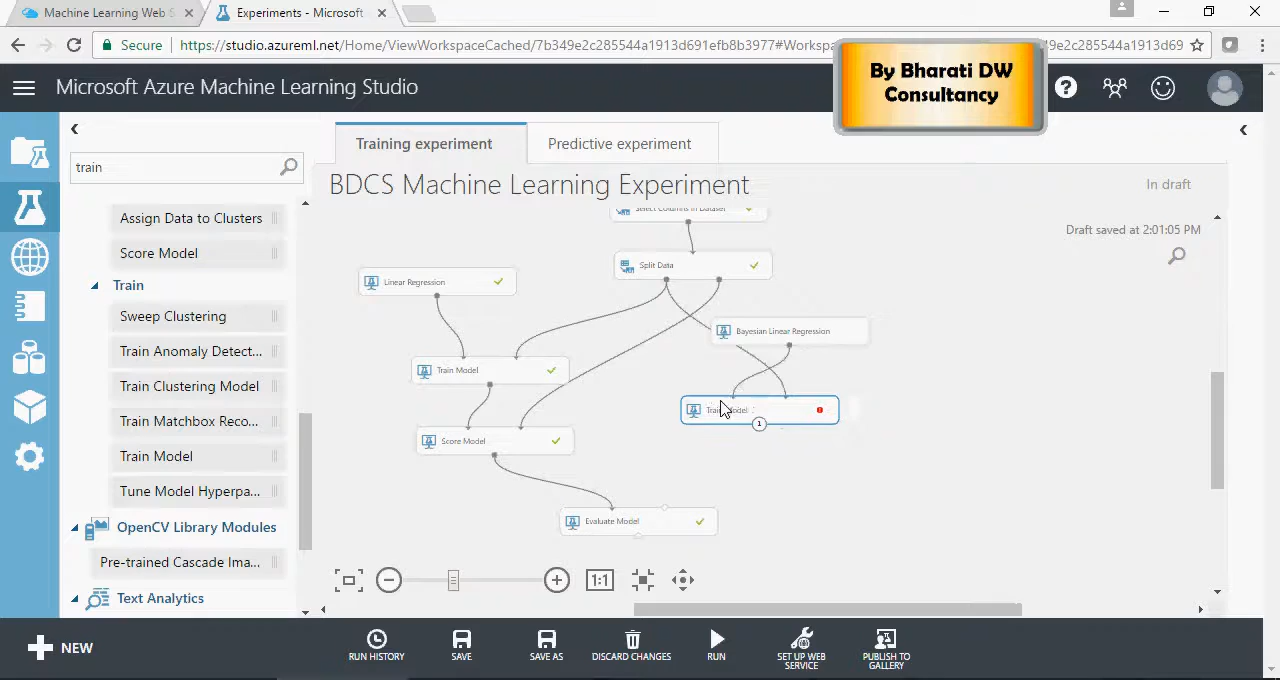 Machine Learning Web S
Experiments - Microsoft
Secure
https://studio.azureml.net/Home/ViewWorkspaceCached/7b349e2c285544a1913d691efb8b3977#Workspa
9e2c285544a1913d69
By Bharati DW
Consultancy
Microsoft Azure Machine Learning Studio
train
Training experiment
Predictive experiment
BDCS Machine Learning Experiment
In draft
Draft saved at 2:01:05 PM
Assign Data to Clusters
Score Model
Train
Sweep Clustering
Train Anomaly Detect...
Train Clustering Model
Train Matchbox Reco...
Train Model
Tune Model Hyperpa...
OpenCV Library Modules
Pre-trained Cascade Ima...
Text Analytics
Select Columns in Dataset
Split Data
Linear Regression
Bayesian Linear Regression
Train Model
Train Model
1
Score Model
Evaluate Model
1:1
NEW
RUN HISTORY
SAVE
SAVE AS
DISCARD CHANGES
RUN
SET UP WEB
SERVICE
PUBLISH TO
GALLERY